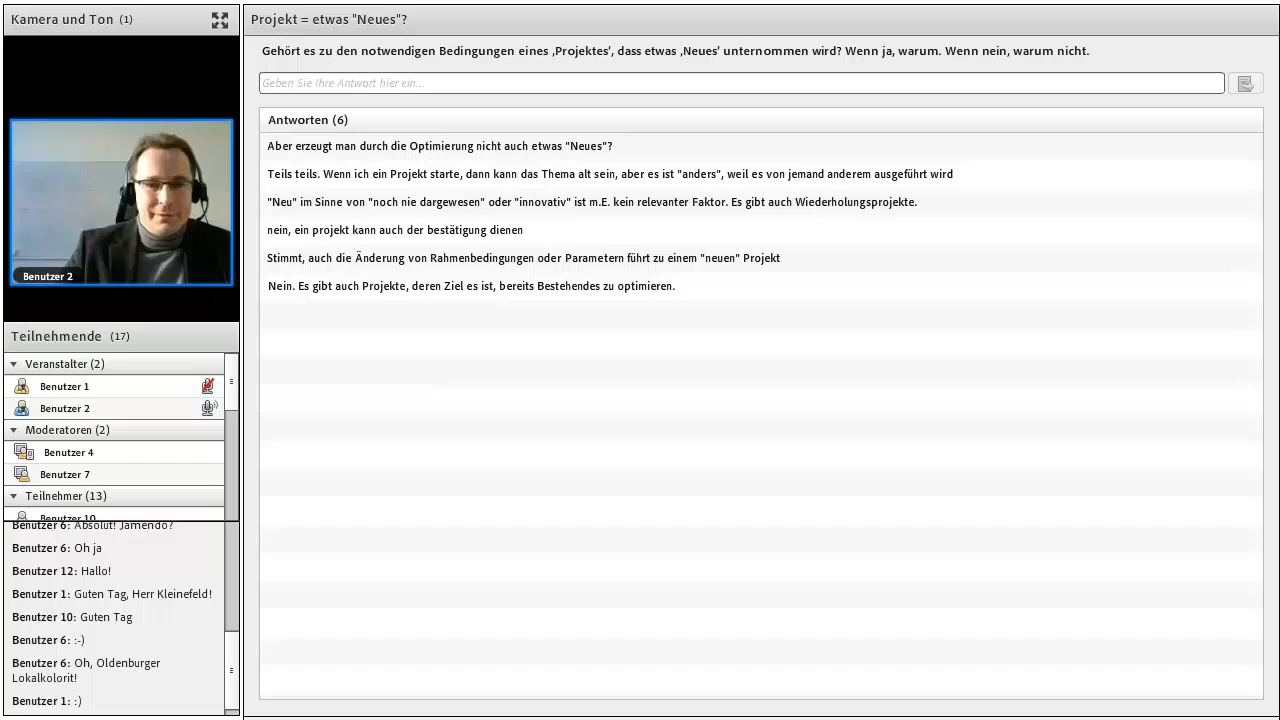 Kamera und Ton (1)
Benutzer 2
Teilnehmende (17)
Veranstalter (2)
Benutzer 1
Benutzer 2
Moderatoren (2)
Benutzer 4
Benutzer 7
Teilnehmer (13)
Benutzer 10
Benutzer 6: Absolut! Jamendo?
Benutzer 6: Oh ja
Benutzer 12: Hallo!
Benutzer 1: Guten Tag, Herr Kleinefeld!
Benutzer 10: Guten Tag
Benutzer 6: :-)
Benutzer 6: Oh, Oldenburger
Lokalkolorit!
Benutzer 1: :)
Projekt = etwas "Neues"?
Gehört es zu den notwendigen Bedingungen eines ‚Projektes‘, dass etwas ‚Neues‘ unternommen wird? Wenn ja, warum. Wenn nein, warum nicht.
Geben Sie Ihre Antwort hier ein...
Antworten (6)
Aber erzeugt man durch die Optimierung nicht auch etwas "Neues"?
Teils teils. Wenn ich ein Projekt starte, dann kann das Thema alt sein, aber es ist "anders", weil es von jemand anderem ausgeführt wird
"Neu" im Sinne von "noch nie dargewesen" oder "innovativ" ist m.E. kein relevanter Faktor. Es gibt auch Wiederholungsprojekte.
nein, ein projekt kann auch der bestätigung dienen
Stimmt, auch die Änderung von Rahmenbedingungen oder Parametern führt zu einem "neuen" Projekt
Nein. Es gibt auch Projekte, deren Ziel es ist, bereits Bestehendes zu optimieren.